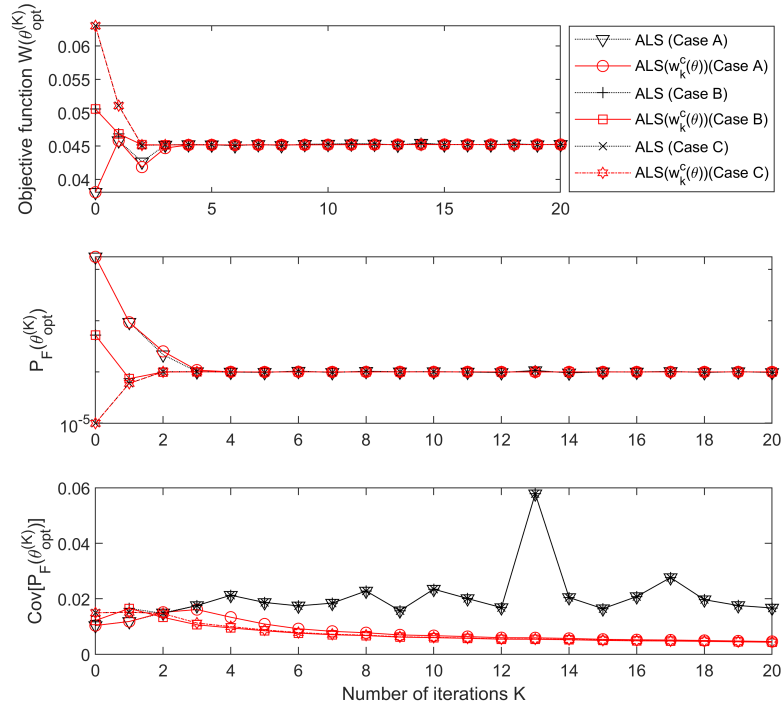 Objective function W(θ_opt^(K))
0.06
0.055
0.05
0.045
0.04
0 5 10 15 20
ALS (Case A)
ALS(w_k^c(θ))(Case A)
ALS (Case B)
ALS(w_k^c(θ))(Case B)
ALS (Case C)
ALS(w_k^c(θ))(Case C)
P_F(θ_opt^(K))
10^-5
0 2 4 6 8 10 12 14 16 18 20
Cov[P_F(θ_opt^(K))]
0.06
0.04
0.02
0
0 2 4 6 8 10 12 14 16 18 20
Number of iterations K